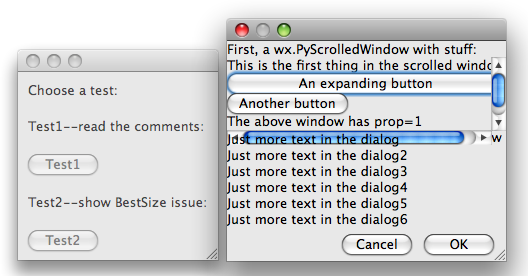 Choose a test:
Test1--read the comments:
Test1
Test2--show BestSize issue:
Test2
First, a wx.PyScrolledWindow with stuff:
This is the first thing in the scrolled windo
An expanding button
Another button
The above window has prop=1
w
Just more text in the dialog
Just more text in the dialog2
Just more text in the dialog3
Just more text in the dialog4
Just more text in the dialog5
Just more text in the dialog6
Cancel OK